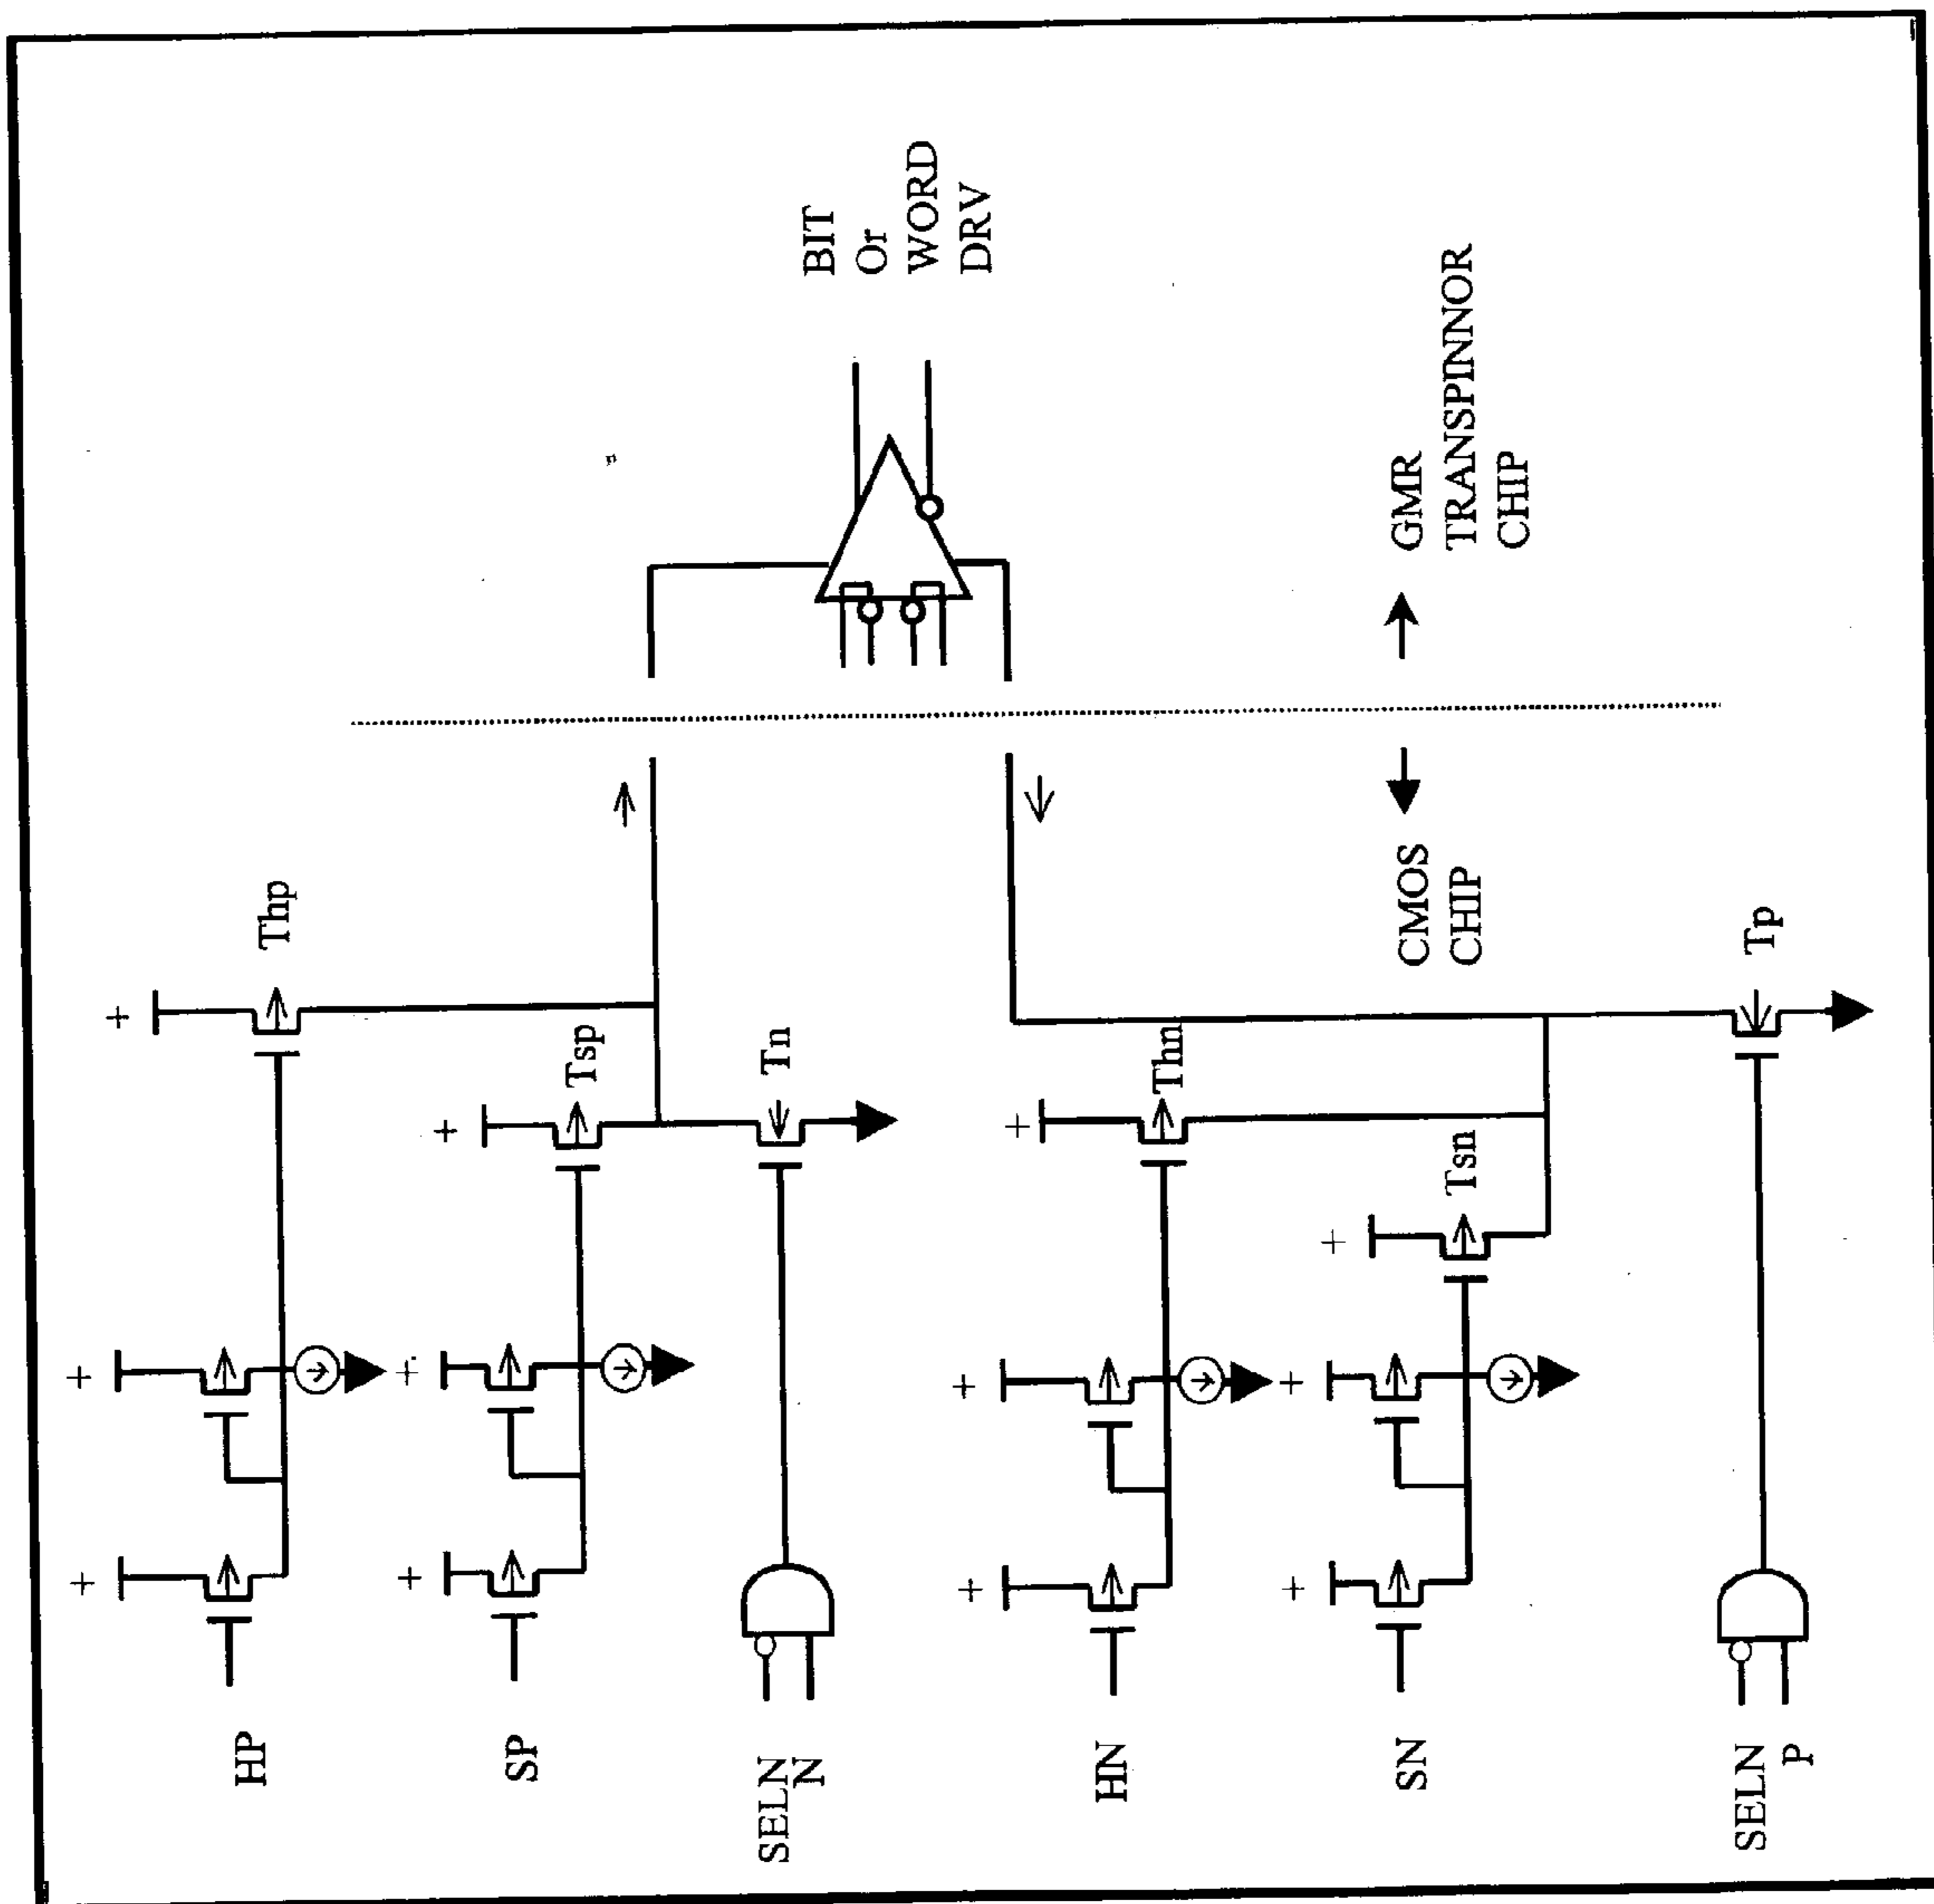 HP
SP
SELN
N
HN
SN
SELN
P
+
+
+
Thp
+
+
+
Tsp
Tn
+
+
+
Thn
+
+
+
Tsn
Tp
CMOS
CHIP
GMR
TRANSPINNOR
CHIP
BIT
Or
WORD
DRV